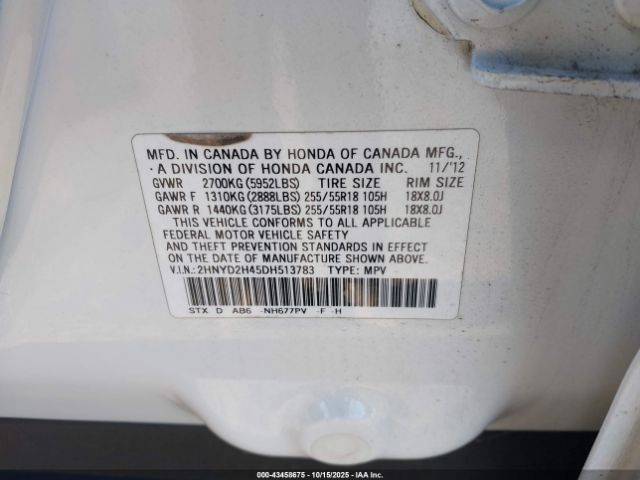 MFD. IN CANADA BY HONDA OF CANADA MFG.,
A DIVISION OF HONDA CANADA INC. 11/'12
GVWR 2700KG (5952LBS) TIRE SIZE RIM SIZE
GAWR F 1310KG (2888LBS) 255/55R18 105H 18X8.0J
GAWR R 1440KG (3175LBS) 255/55R18 105H 18X8.0J
THIS VEHICLE CONFORMS TO ALL APPLICABLE
FEDERAL MOTOR VEHICLE SAFETY
AND THEFT PREVENTION STANDARDS IN EFFECT
ON THE DATE OF MANUFACTURE SHOWN ABOVE.
V.I.N.: 2HNYD2H45DH513783 TYPE: MPV
STX D AB6 -NH677PV -F -H
000-43458675 - 10/15/2025 - IAA Inc.